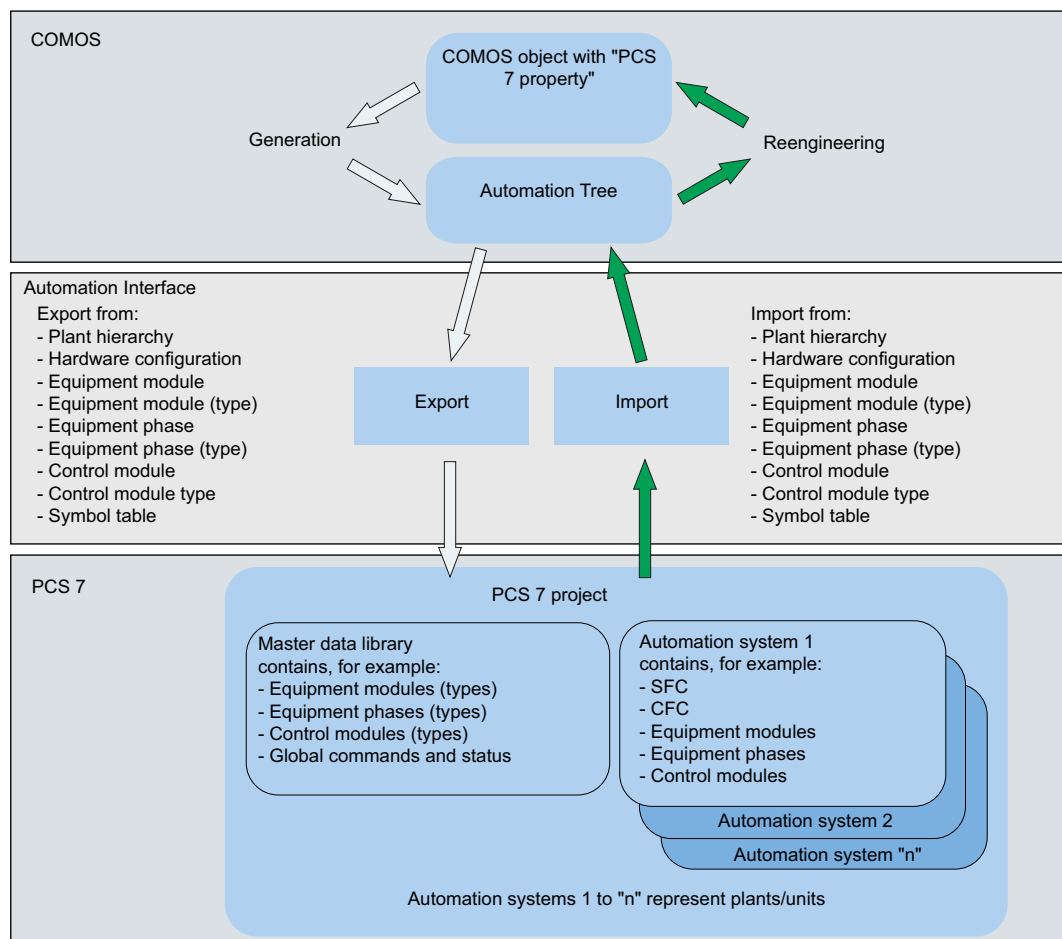 COMOS
COMOS object with "PCS
7 property"
Generation
Reengineering
Automation Tree
Automation Interface
Export from:
- Plant hierarchy
- Hardware configuration
- Equipment module
- Equipment module (type)
- Equipment phase
- Equipment phase (type)
- Control module
- Control module type
- Symbol table
Export
Import
Import from:
- Plant hierarchy
- Hardware configuration
- Equipment module
- Equipment module (type)
- Equipment phase
- Equipment phase (type)
- Control module
- Control module type
- Symbol table
PCS 7
PCS 7 project
Master data library
contains, for example:
- Equipment modules (types)
- Equipment phases (types)
- Control modules (types)
- Global commands and status
Automation system 1
contains, for example:
- SFC
- CFC
- Equipment modules
- Equipment phases
- Control modules
Automation system 2
Automation system "n"
Automation systems 1 to "n" represent plants/units